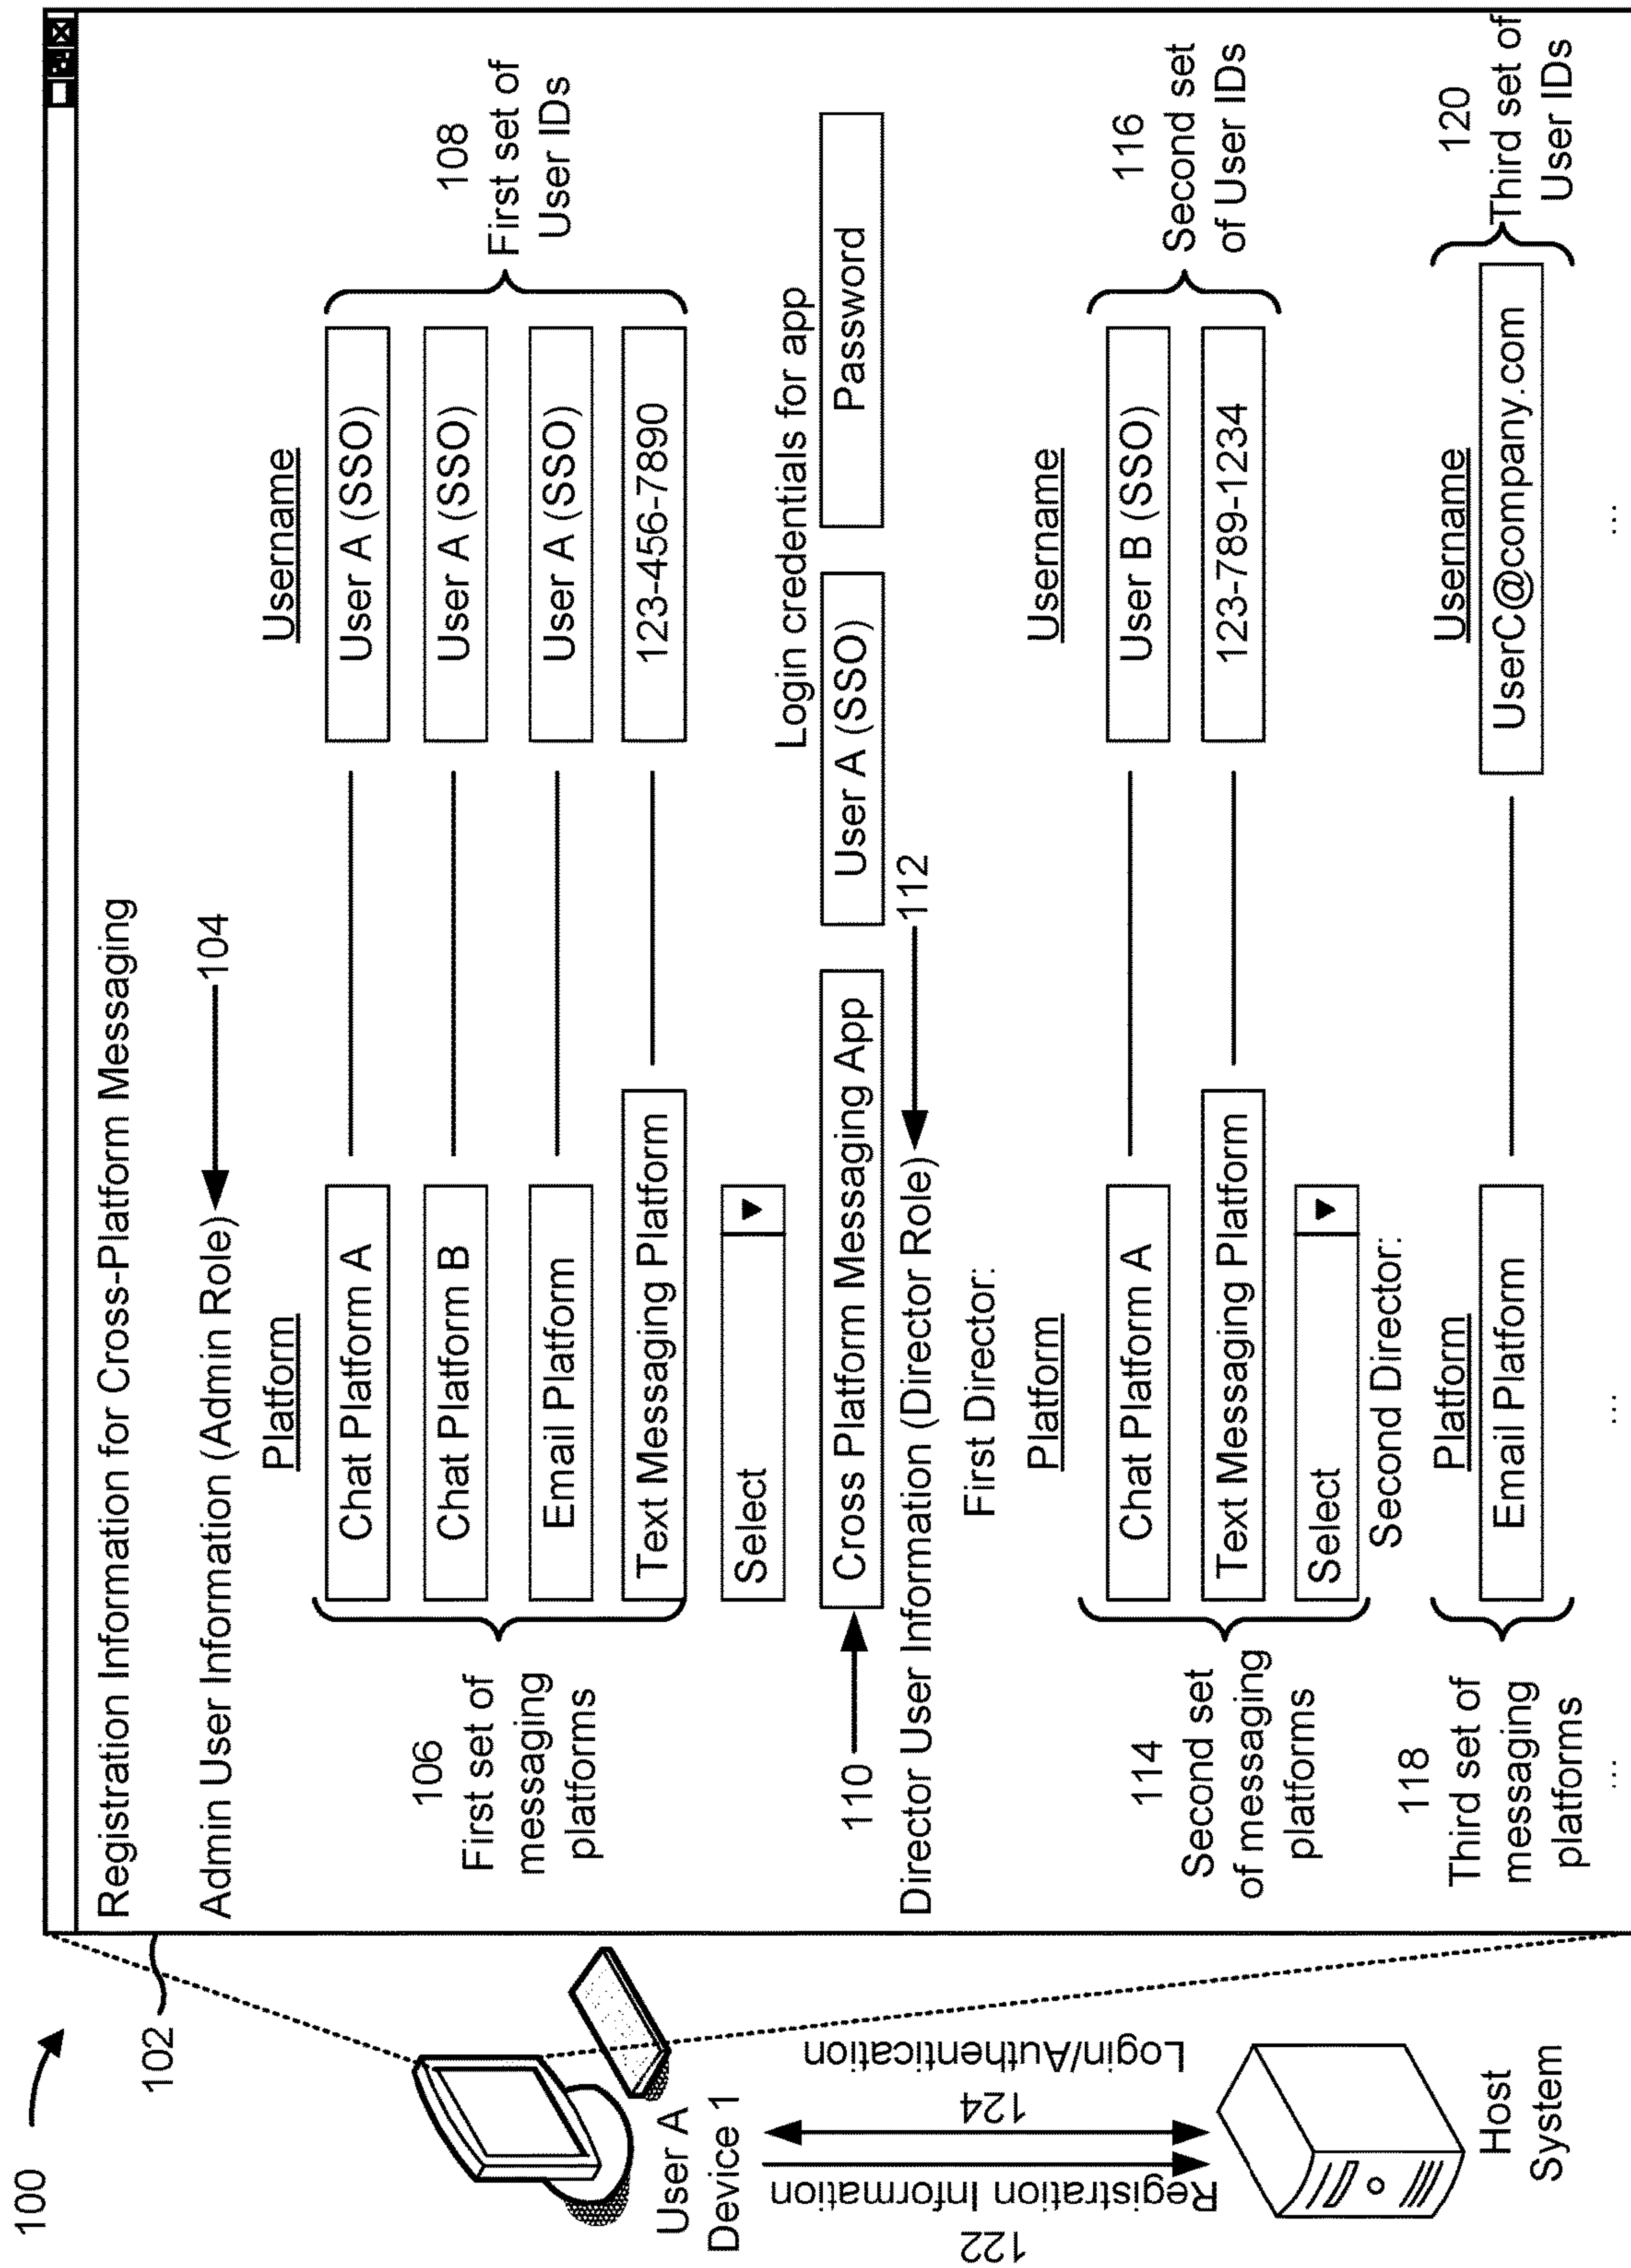 100
102
Registration Information for Cross-Platform Messaging
Admin User Information (Admin Role)
104
Platform
Username
Chat Platform A
User A (SSO)
Chat Platform B
User A (SSO)
Email Platform
User A (SSO)
Text Messaging Platform
123-456-7890
Select
106
First set of
messaging
platforms
108
First set of
User IDs
Login credentials for app
110
Cross Platform Messaging App
User A (SSO)
Password
Director User Information (Director Role)
112
First Director:
Platform
Username
Chat Platform A
User B (SSO)
Text Messaging Platform
123-789-1234
Select
114
Second set
of messaging
platforms
116
Second set
of User IDs
Second Director:
Platform
Username
Email Platform
UserC@company.com
118
Third set of
messaging
platforms
120
Third set of
User IDs
...
...
...
User A
Device 1
122
Registration Information
124
Login/Authentication
Host
System